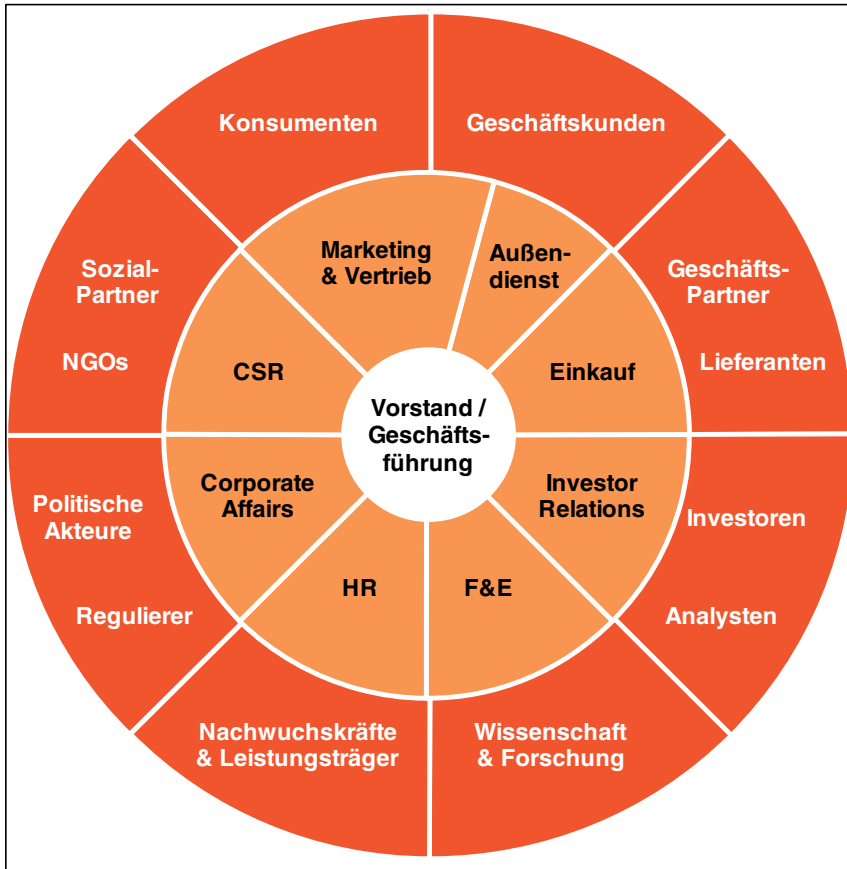 Konsumenten
Geschäftskunden
Marketing
& Vertrieb
Außen-
dienst
Sozial-
Partner
Geschäfts-
Partner
NGOs
CSR
Einkauf
Lieferanten
Vorstand /
Geschäfts-
führung
Politische
Akteure
Corporate
Affairs
Investor
Relations
Investoren
Regulierer
HR
F&E
Analysten
Nachwuchskräfte
& Leistungsträger
Wissenschaft
& Forschung